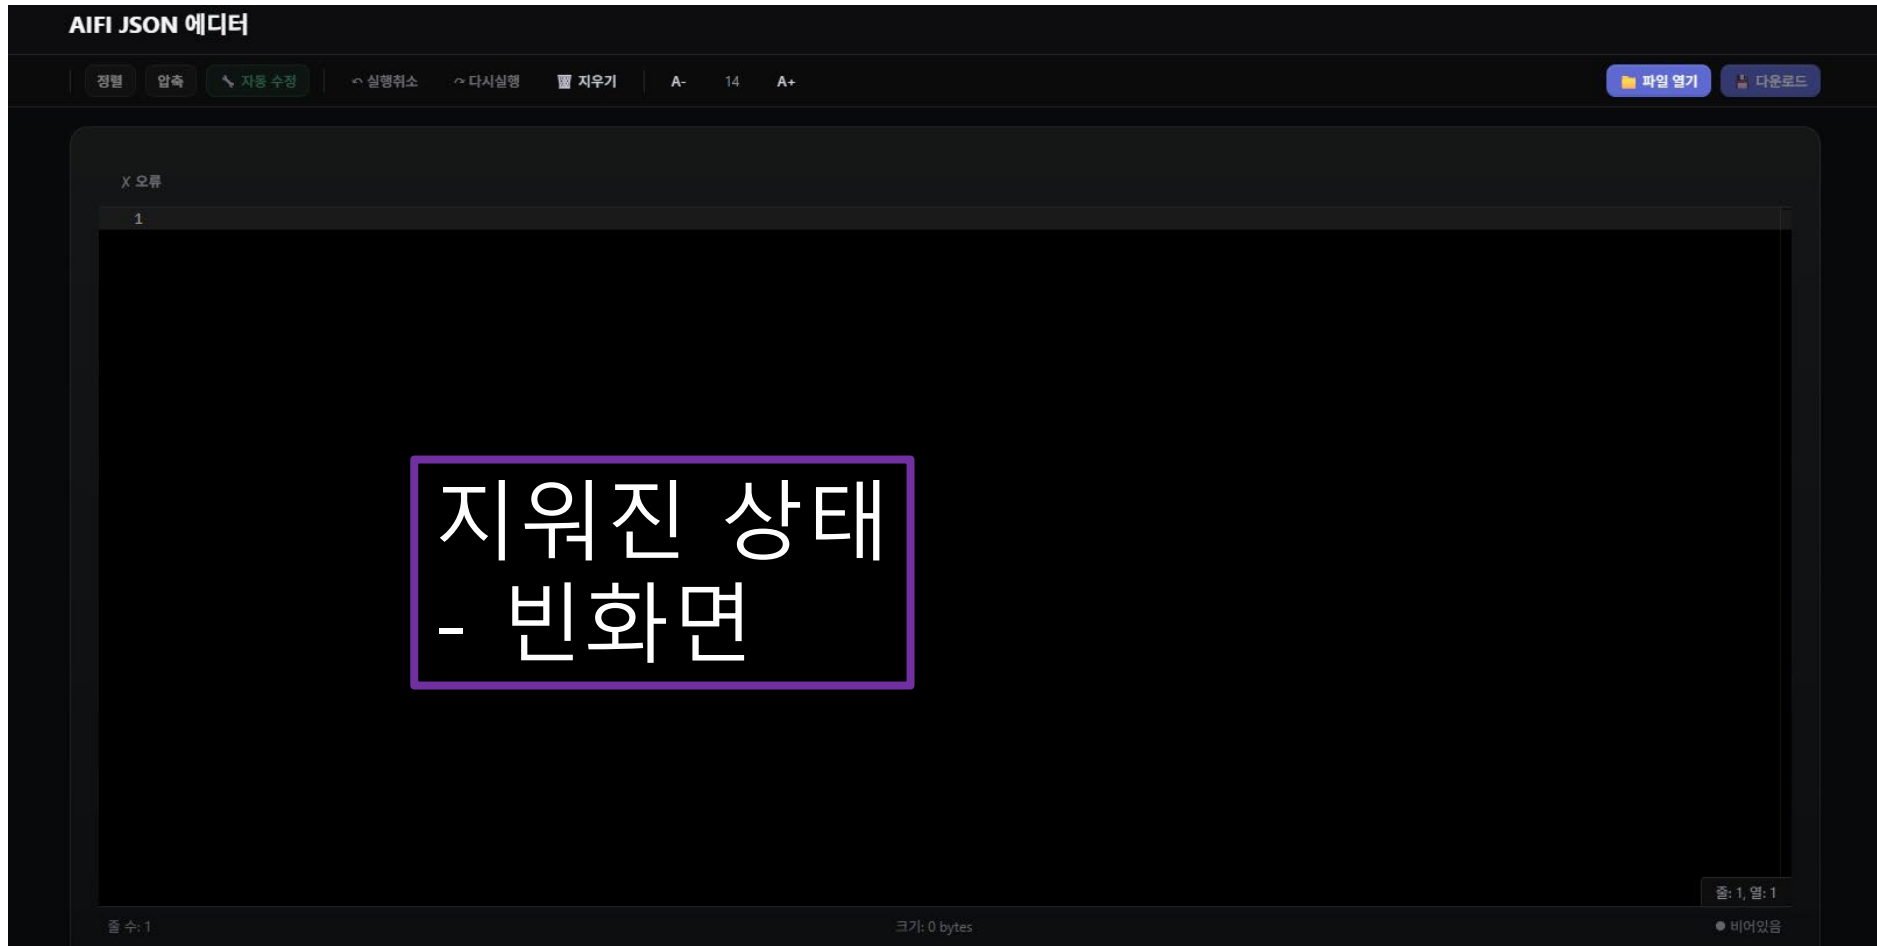 AIFI JSON 에디터
정렬 압축 자동 수정 실행취소 다시실행 지우기 A- 14 A+ 파일 열기 다운로드
X 오류
1
지워진 상태
- 빈화면
줄: 1, 열: 1
줄 수: 1 크기: 0 bytes ● 비어있음